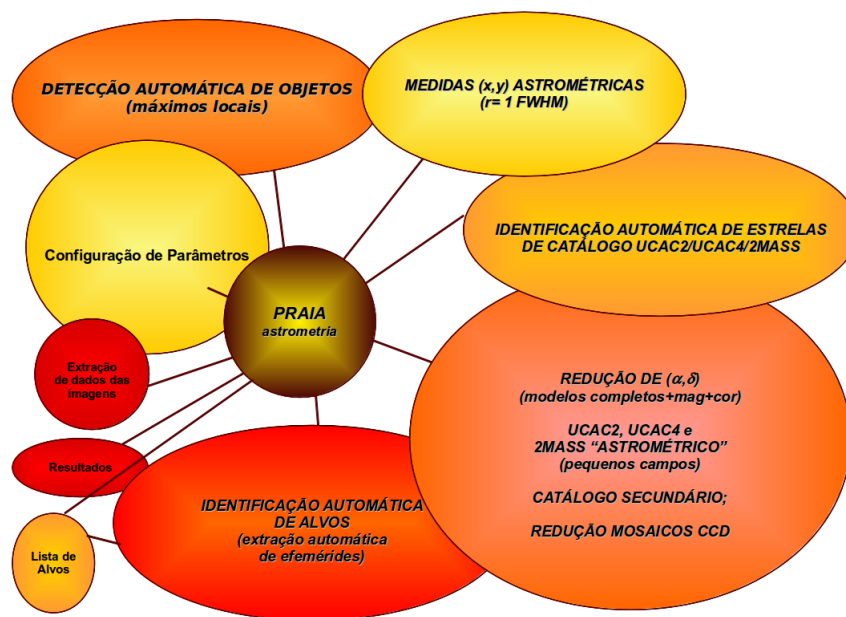 DETECÇÃO AUTOMÁTICA DE OBJETOS
(máximos locais)
MEDIDAS (x,y) ASTROMÉTRICAS
(r= 1 FWHM)
IDENTIFICAÇÃO AUTOMÁTICA DE ESTRELAS
DE CATÁLOGO UCAC2/UCAC4/2MASS
Configuração de Parâmetros
PRAIA
astrometria
Extração
de dados das
imagens
REDUÇÃO DE (α,δ)
(modelos completos+mag+cor)
UCAC2, UCAC4 e
2MASS “ASTROMÉTRICO”
(pequenos campos)
CATÁLOGO SECUNDÁRIO;
REDUÇÃO MOSAICOS CCD
Resultados
IDENTIFICAÇÃO AUTOMÁTICA
DE ALVOS
(extração automática
de efemérides)
Lista de
Alvos